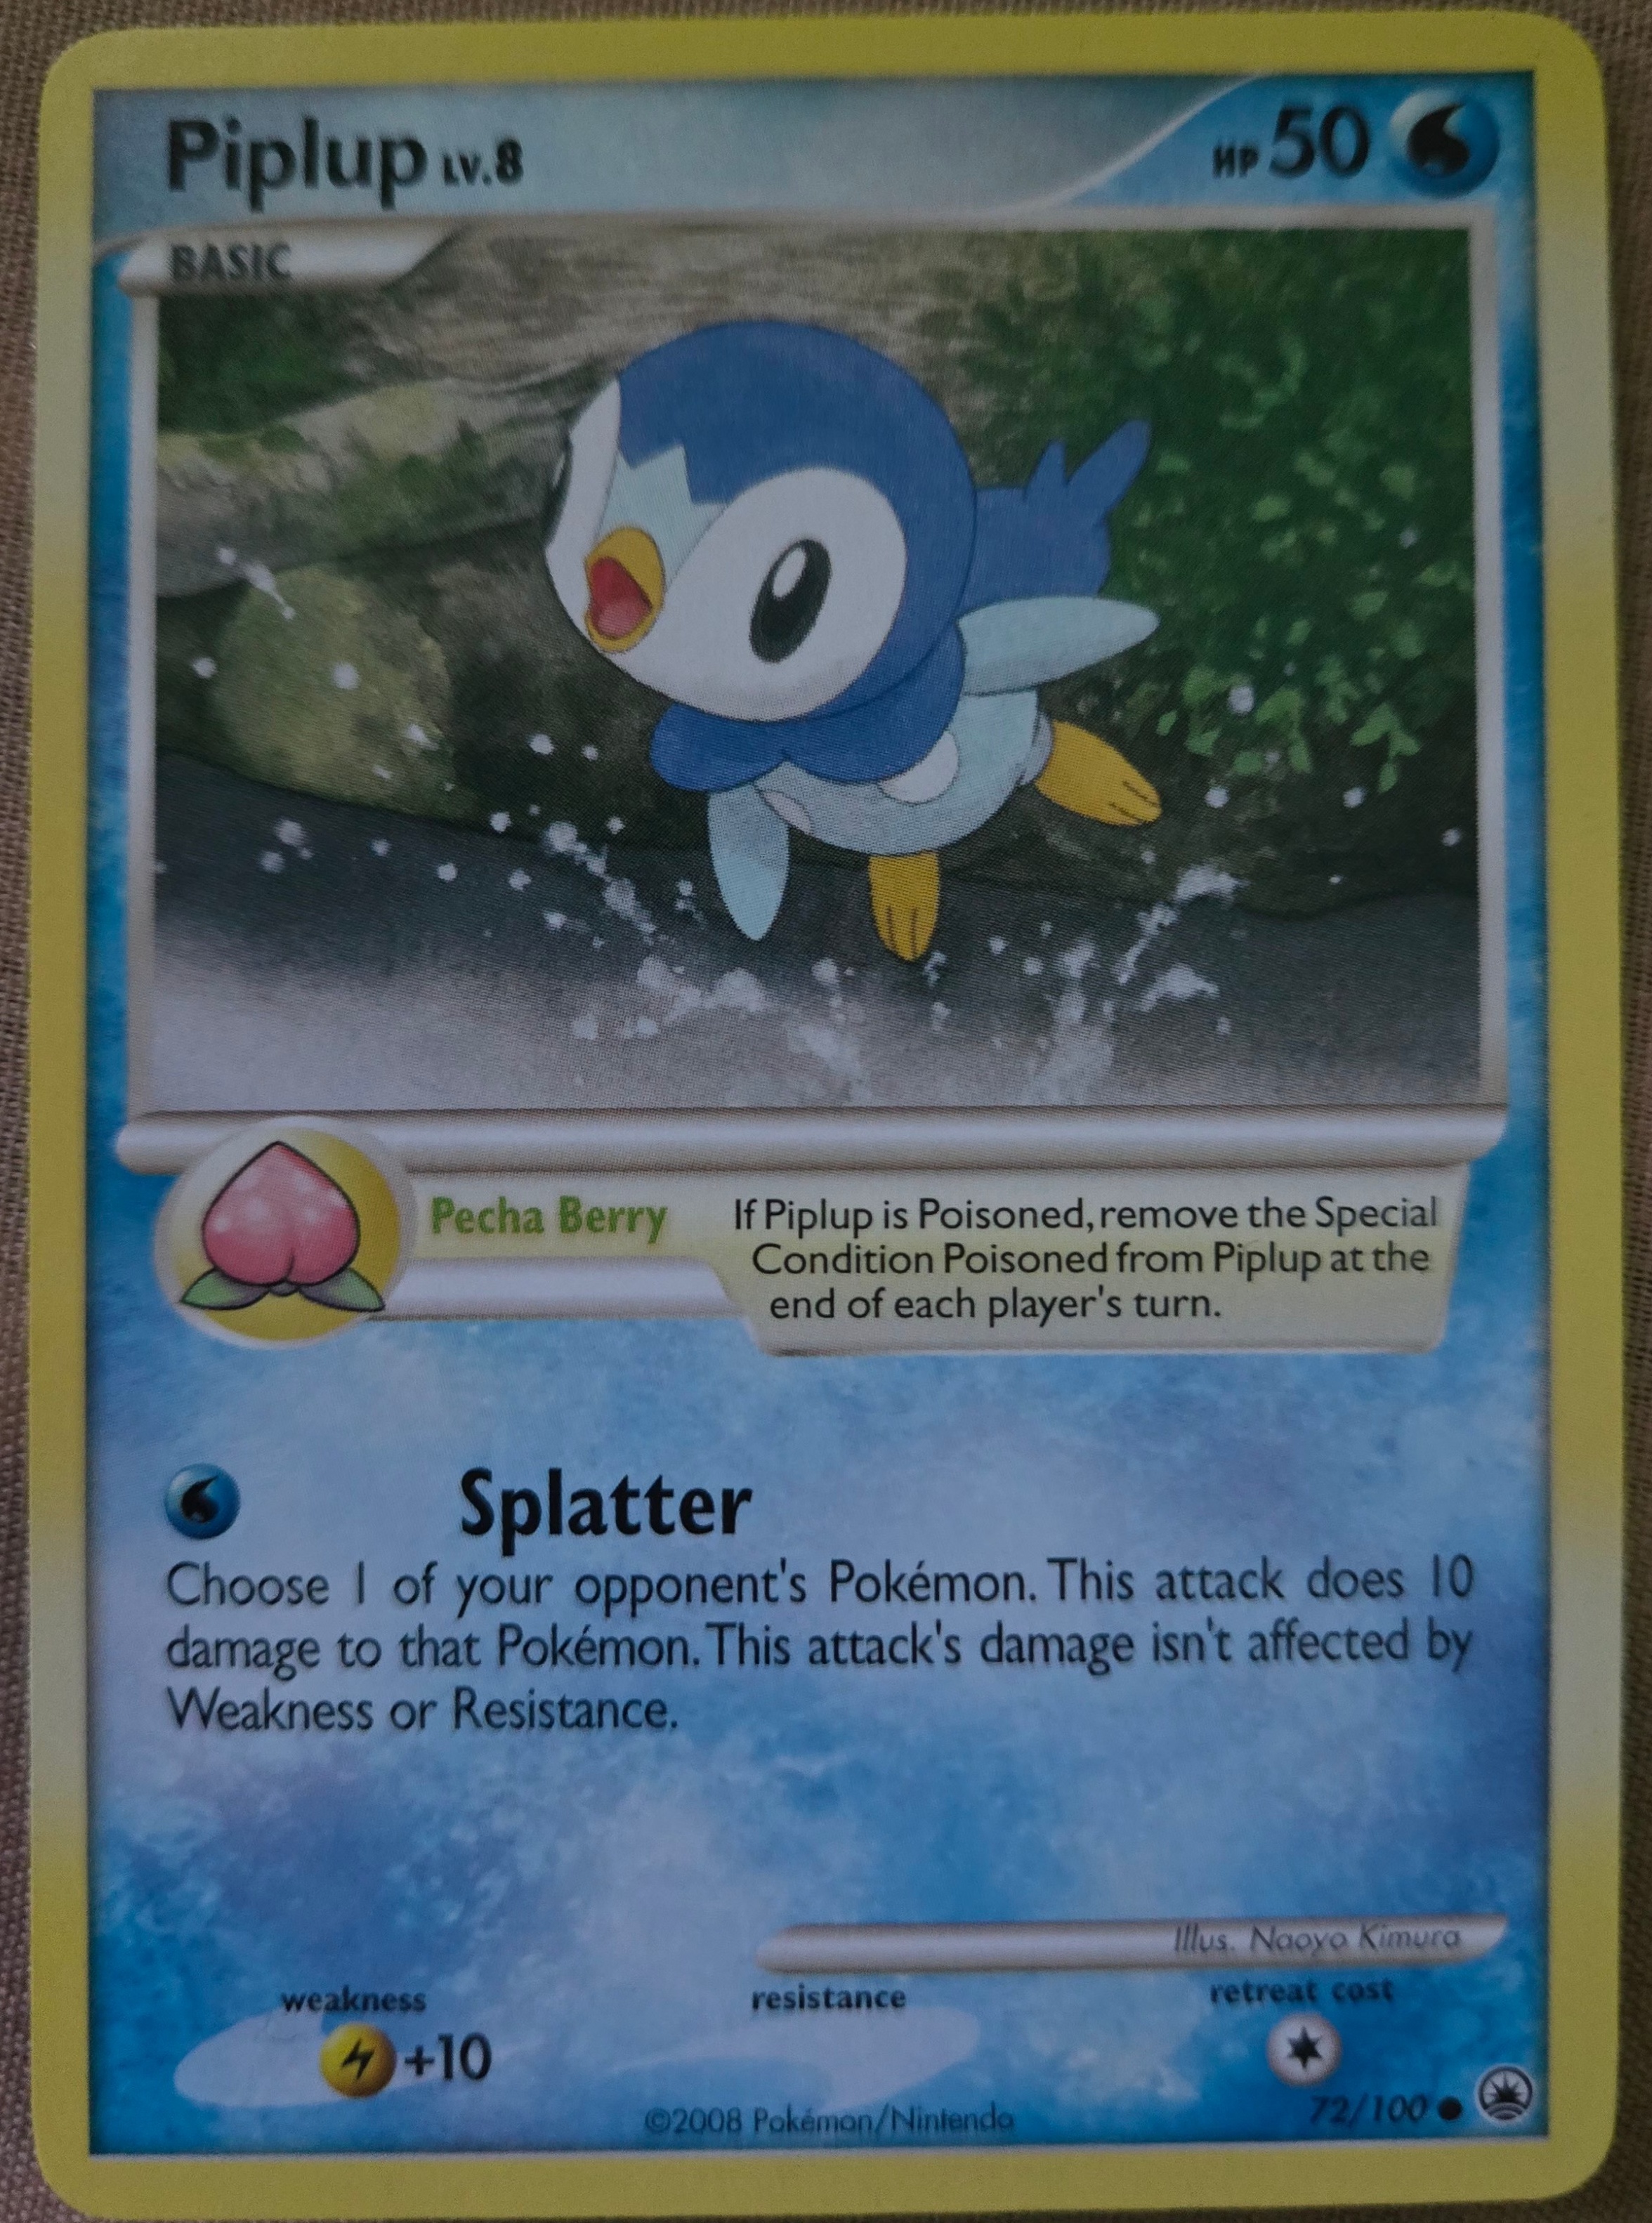 Piplup LV.8 HP 50
BASIC
Pecha Berry
If Piplup is Poisoned, remove the Special
Condition Poisoned from Piplup at the
end of each player's turn.
Splatter
Choose 1 of your opponent's Pokémon. This attack does 10
damage to that Pokémon. This attack's damage isn't affected by
Weakness or Resistance.
Illus. Naoyo Kimura
weakness resistance retreat cost
+10
©2008 Pokémon/Nintendo
72/100